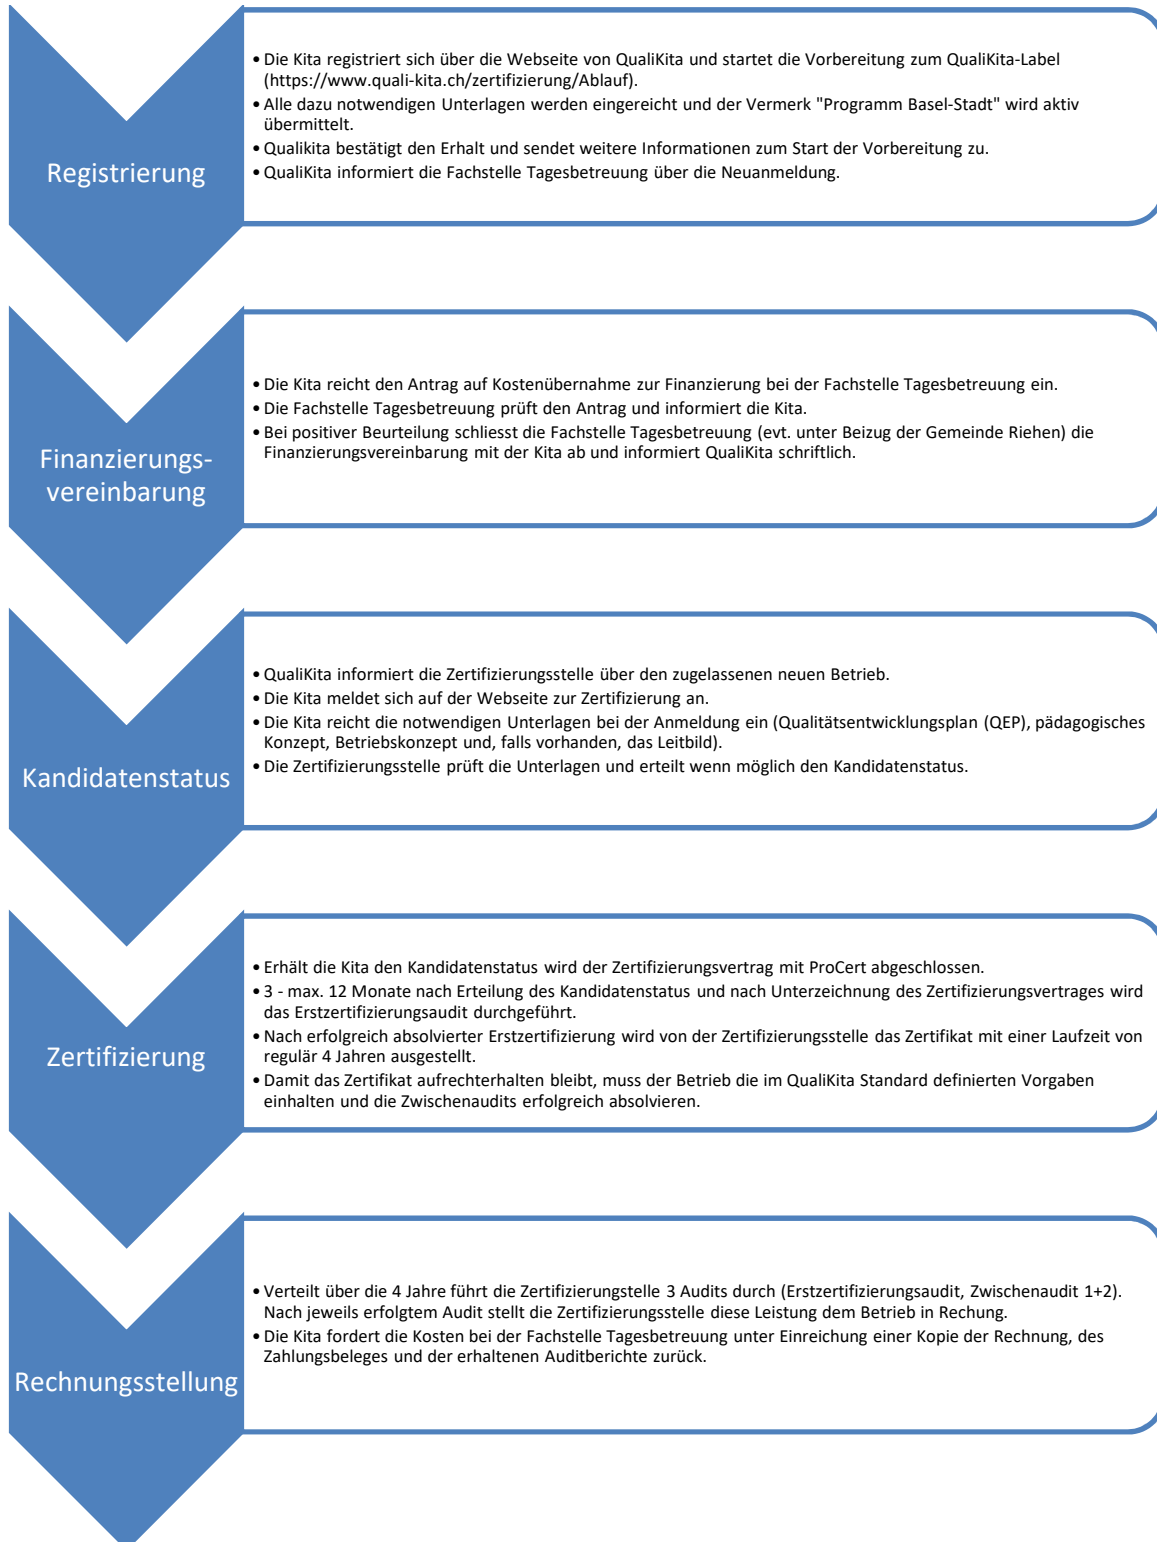 • Die Kita registriert sich über die Webseite von QualiKita und startet die Vorbereitung zum QualiKita-Label
(https://www.quali-kita.ch/zertifizierung/Ablauf).
• Alle dazu notwendigen Unterlagen werden eingereicht und der Vermerk "Programm Basel-Stadt" wird aktiv
übermittelt.
• Qualikita bestätigt den Erhalt und sendet weitere Informationen zum Start der Vorbereitung zu.
• QualiKita informiert die Fachstelle Tagesbetreuung über die Neuanmeldung.
Registrierung
• Die Kita reicht den Antrag auf Kostenübernahme zur Finanzierung bei der Fachstelle Tagesbetreuung ein.
• Die Fachstelle Tagesbetreuung prüft den Antrag und informiert die Kita.
• Bei positiver Beurteilung schliesst die Fachstelle Tagesbetreuung (evt. unter Beizug der Gemeinde Riehen) die
Finanzierungsvereinbarung mit der Kita ab und informiert QualiKita schriftlich.
Finanzierungs-
vereinbarung
• QualiKita informiert die Zertifizierungsstelle über den zugelassenen neuen Betrieb.
• Die Kita meldet sich auf der Webseite zur Zertifizierung an.
• Die Kita reicht die notwendigen Unterlagen bei der Anmeldung ein (Qualitätsentwicklungsplan (QEP), pädagogisches
Konzept, Betriebskonzept und, falls vorhanden, das Leitbild).
• Die Zertifizierungsstelle prüft die Unterlagen und erteilt wenn möglich den Kandidatenstatus.
Kandidatenstatus
• Erhält die Kita den Kandidatenstatus wird der Zertifizierungsvertrag mit ProCert abgeschlossen.
• 3 - max. 12 Monate nach Erteilung des Kandidatenstatus und nach Unterzeichnung des Zertifizierungsvertrages wird
das Erstzertifizierungsaudit durchgeführt.
• Nach erfolgreich absolvierter Erstzertifizierung wird von der Zertifizierungsstelle das Zertifikat mit einer Laufzeit von
regulär 4 Jahren ausgestellt.
• Damit das Zertifikat aufrechterhalten bleibt, muss der Betrieb die im QualiKita Standard definierten Vorgaben
einhalten und die Zwischenaudits erfolgreich absolvieren.
Zertifizierung
• Verteilt über die 4 Jahre führt die Zertifizierungtelle 3 Audits durch (Erstzertifizierungsaudit, Zwischenaudit 1+2).
Nach jeweils erfolgtem Audit stellt die Zertifizierungsstelle diese Leistung dem Betrieb in Rechung.
• Die Kita fordert die Kosten bei der Fachstelle Tagesbetreuung unter Einreichung einer Kopie der Rechnung, des
Zahlungsbeleges und der erhaltenen Auditberichte zurück.
Rechnungsstellung